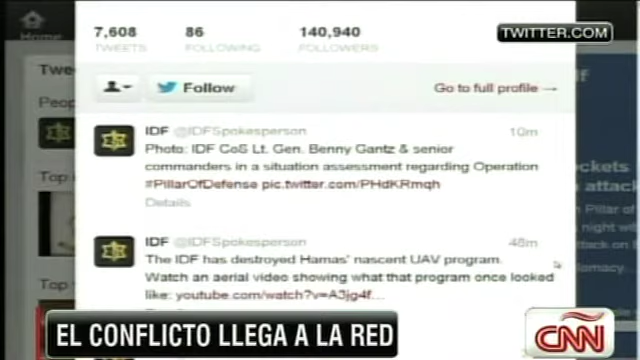 7,608 86 140,940
TWEETS FOLLOWING FOLLOWERS
TWITTER.COM
Home
Follow
Go to full profile →
IDF @IDFSpokesperson 10m
Photo: IDF CoS Lt. Gen. Benny Gantz & senior
commanders in a situation assessment regarding Operation
#PillarOfDefense pic.twitter.com/PHdKRmqh
Details
IDF @IDFSpokesperson 48m
The IDF has destroyed Hamas' nascent UAV program.
Watch an aerial video showing what that program once looked
like: youtube.com/watch?v=A3jg4f...
EL CONFLICTO LLEGA A LA RED
CNN